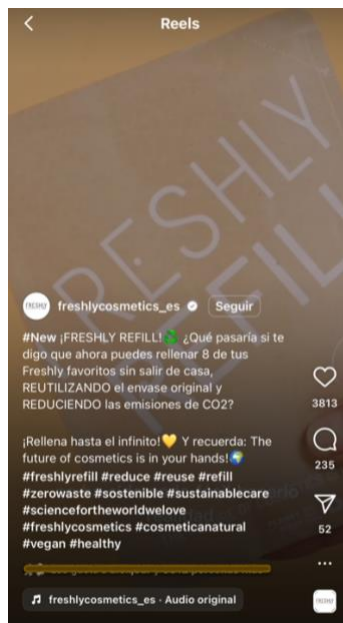 Reels
FRESHLY
REFILL
FRESHLY freshlycosmetics_es Seguir
#New ¡FRESHLY REFILL! ¿Qué pasaría si te
digo que ahora puedes rellenar 8 de tus
Freshly favoritos sin salir de casa,
REUTILIZANDO el envase original y
REDUCIENDO las emisiones de CO2?
3813
¡Rellena hasta el infinito!💛 Y recuerda: The
future of cosmetics is in your hands!🌍
235
#freshlyrefill #reduce #reuse #refill
#zerowaste #sostenible #sustainablecare
#sciencefortheworldwelove
#freshlycosmetics #cosmeticanatural
52
#vegan #healthy
freshlycosmetics_es · Audio original
FRESHLY